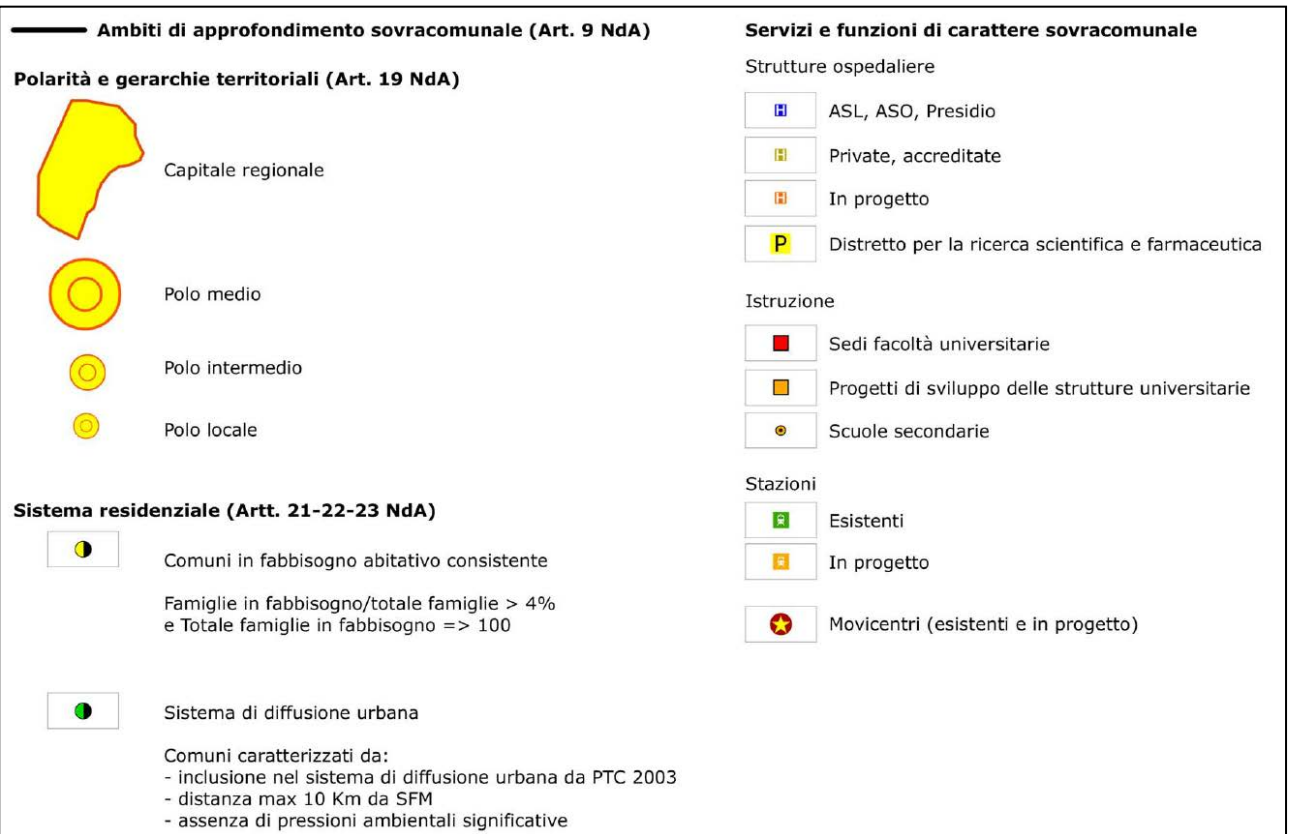 Ambiti di approfondimento sovracomunale (Art. 9 NdA)
Polarità e gerarchie territoriali (Art. 19 NdA)
Capitale regionale
Polo medio
Polo intermedio
Polo locale
Sistema residenziale (Artt. 21-22-23 NdA)
Comuni in fabbisogno abitativo consistente
Famiglie in fabbisogno/totale famiglie > 4%
e Totale famiglie in fabbisogno => 100
Sistema di diffusione urbana
Comuni caratterizzati da:
- inclusione nel sistema di diffusione urbana da PTC 2003
- distanza max 10 Km da SFM
- assenza di pressioni ambientali significative
Servizi e funzioni di carattere sovracomunale
Strutture ospedaliere
H ASL, ASO, Presidio
H Private, accreditate
H In progetto
P Distretto per la ricerca scientifica e farmaceutica
Istruzione
Sedi facoltà universitarie
Progetti di sviluppo delle strutture universitarie
Scuole secondarie
Stazioni
Esistenti
In progetto
Movicentri (esistenti e in progetto)